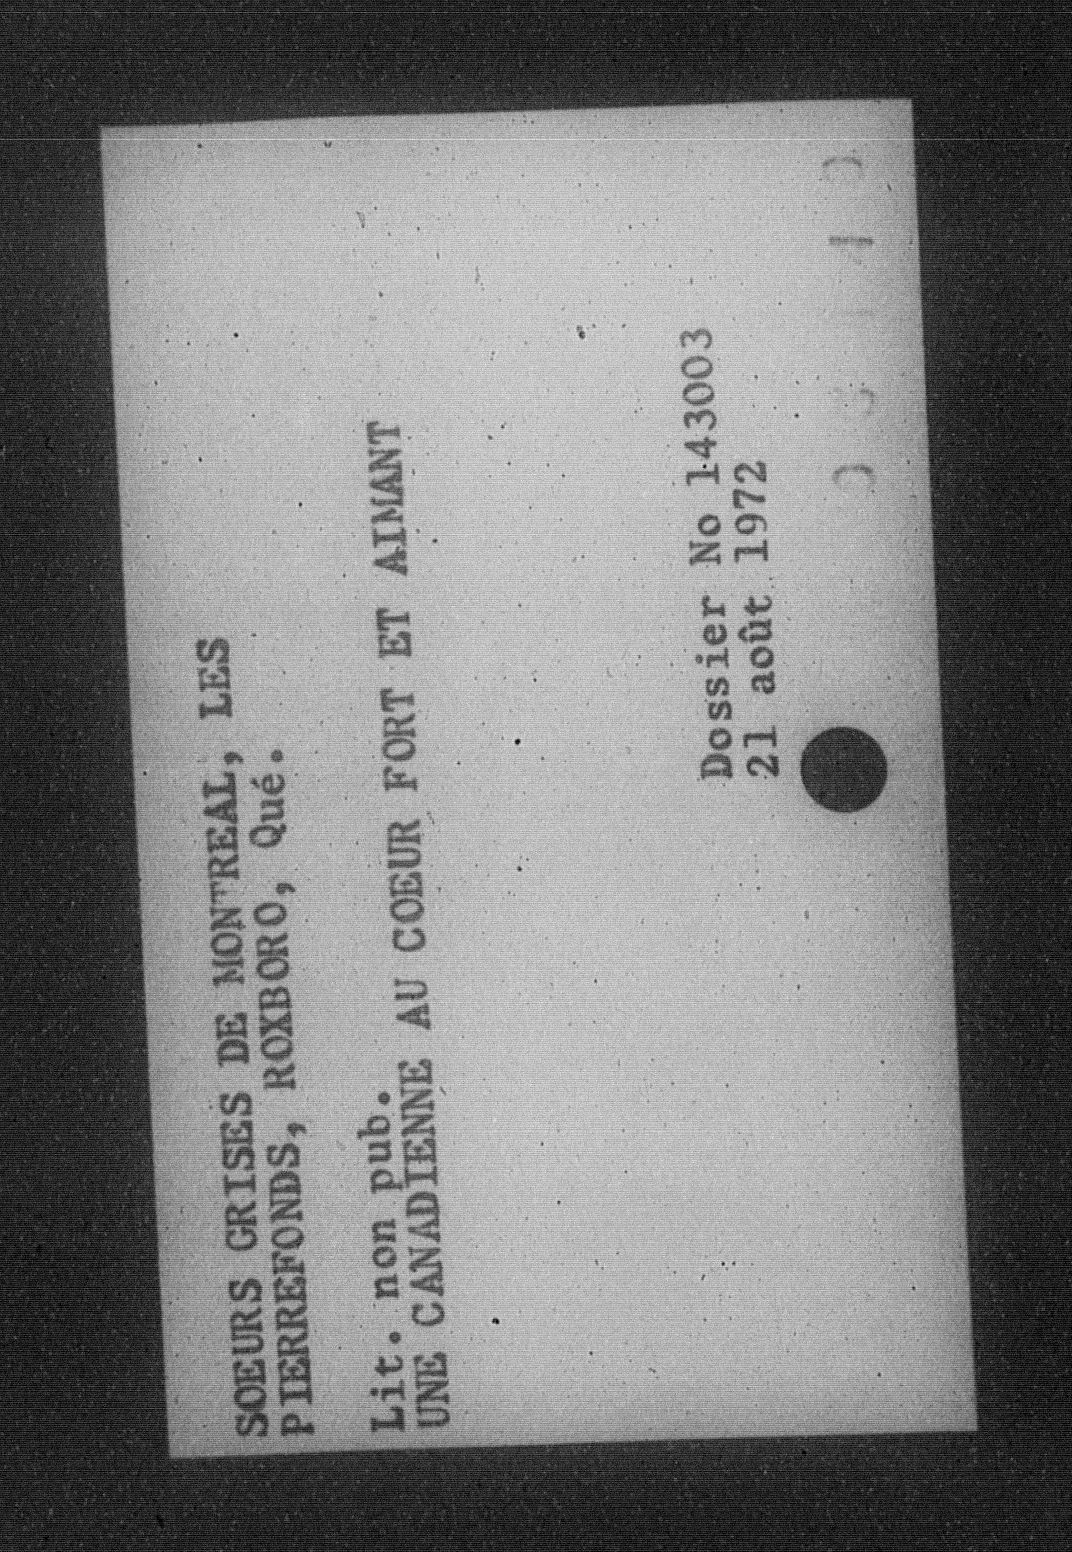 SOEURS GRISES DE MONTREAL, LES
PIERREFONDS, ROXBORO, Qué.
Lit. non pub.
UNE CANADIENNE AU COEUR FORT ET AIMANT
Dossier No 143003
21 août 1972